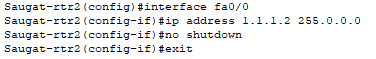 Saugat-rtr2(config)#interface fa0/0
Saugat-rtr2(config-if)#ip address 1.1.1.2 255.0.0.0
Saugat-rtr2(config-if)#no shutdown
Saugat-rtr2(config-if)#exit